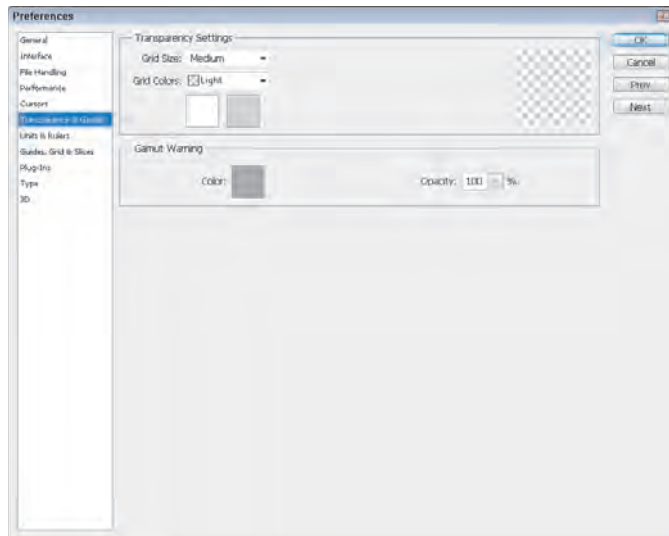 Preferences
General
Interface
File Handling
Performance
Cursors
Transparency & Gamut
Units & Rulers
Guides, Grid & Slices
Plug-Ins
Type
3D
Transparency Settings
Grid Size: Medium
Grid Colors: Light
Gamut Warning
Color:
Opacity: 100 %
OK
Cancel
Prev
Next